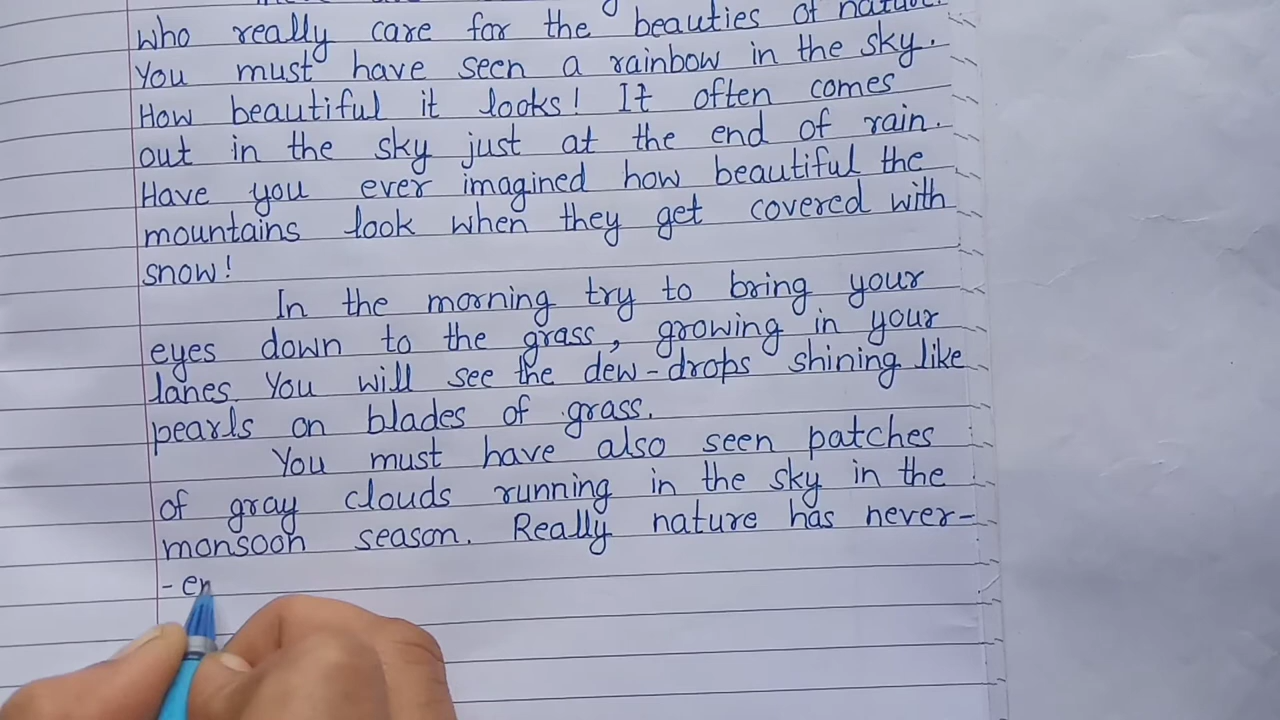 who really care for the beauties of nature.
You must have seen a rainbow in the sky.
How beautiful it looks! It often comes
out in the sky just at the end of rain.
Have you ever imagined how beautiful the
mountains look when they get covered with
snow!
In the morning try to bring your
eyes down to the grass, growing in your
lanes. You will see the dew-drops shining like
pearls on blades of grass.
You must have also seen patches
of gray clouds running in the sky in the
monsoon season. Really nature has never-
- en